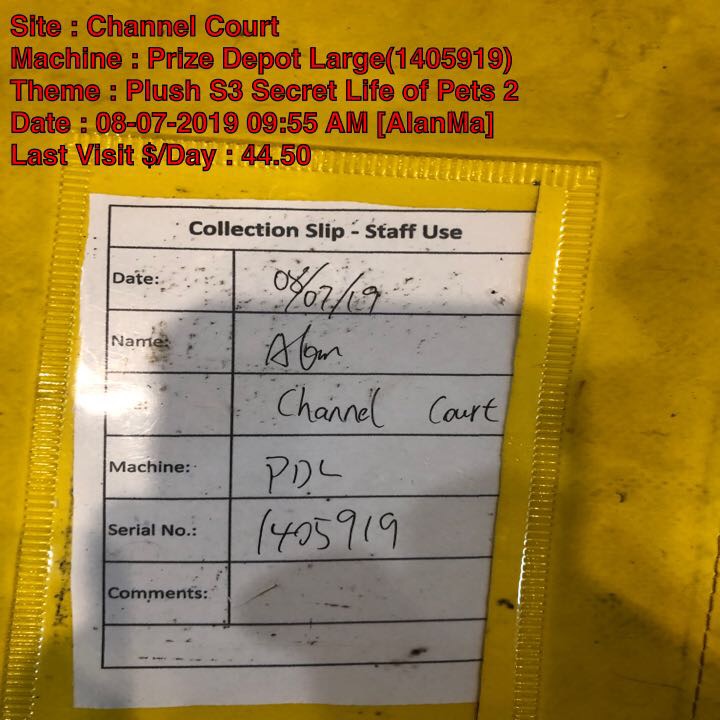 Site : Channel Court
Machine : Prize Depot Large(1405919)
Theme : Plush S3 Secret Life of Pets 2
Date : 08-07-2019 09:55 AM [AlanMa]
Last Visit $/Day : 44.50
Collection Slip - Staff Use
Date: 08/07/19
Name: Alan
Channel Court
Machine: PDL
Serial No.: 1405919
Comments: